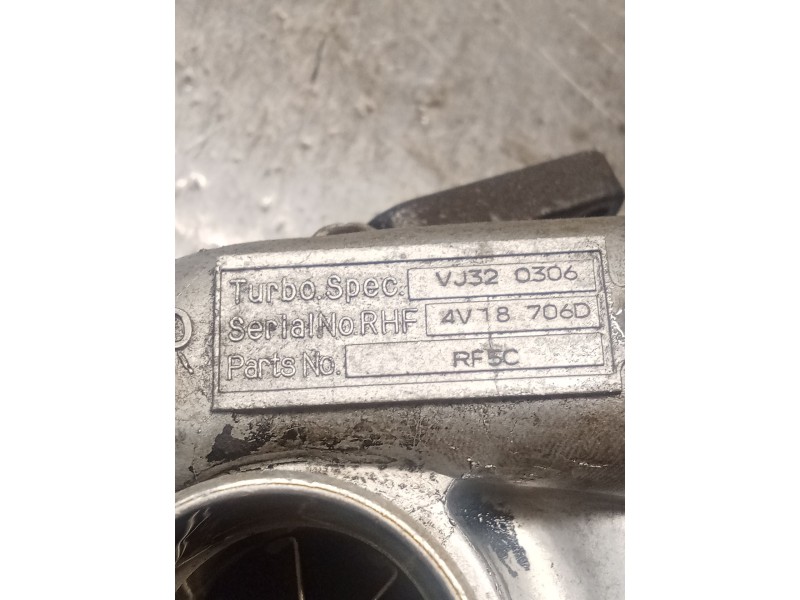 Turbo.Spec. VJ32 0306
Serial No.RHF 4V18 706D
Parts No. RF5C